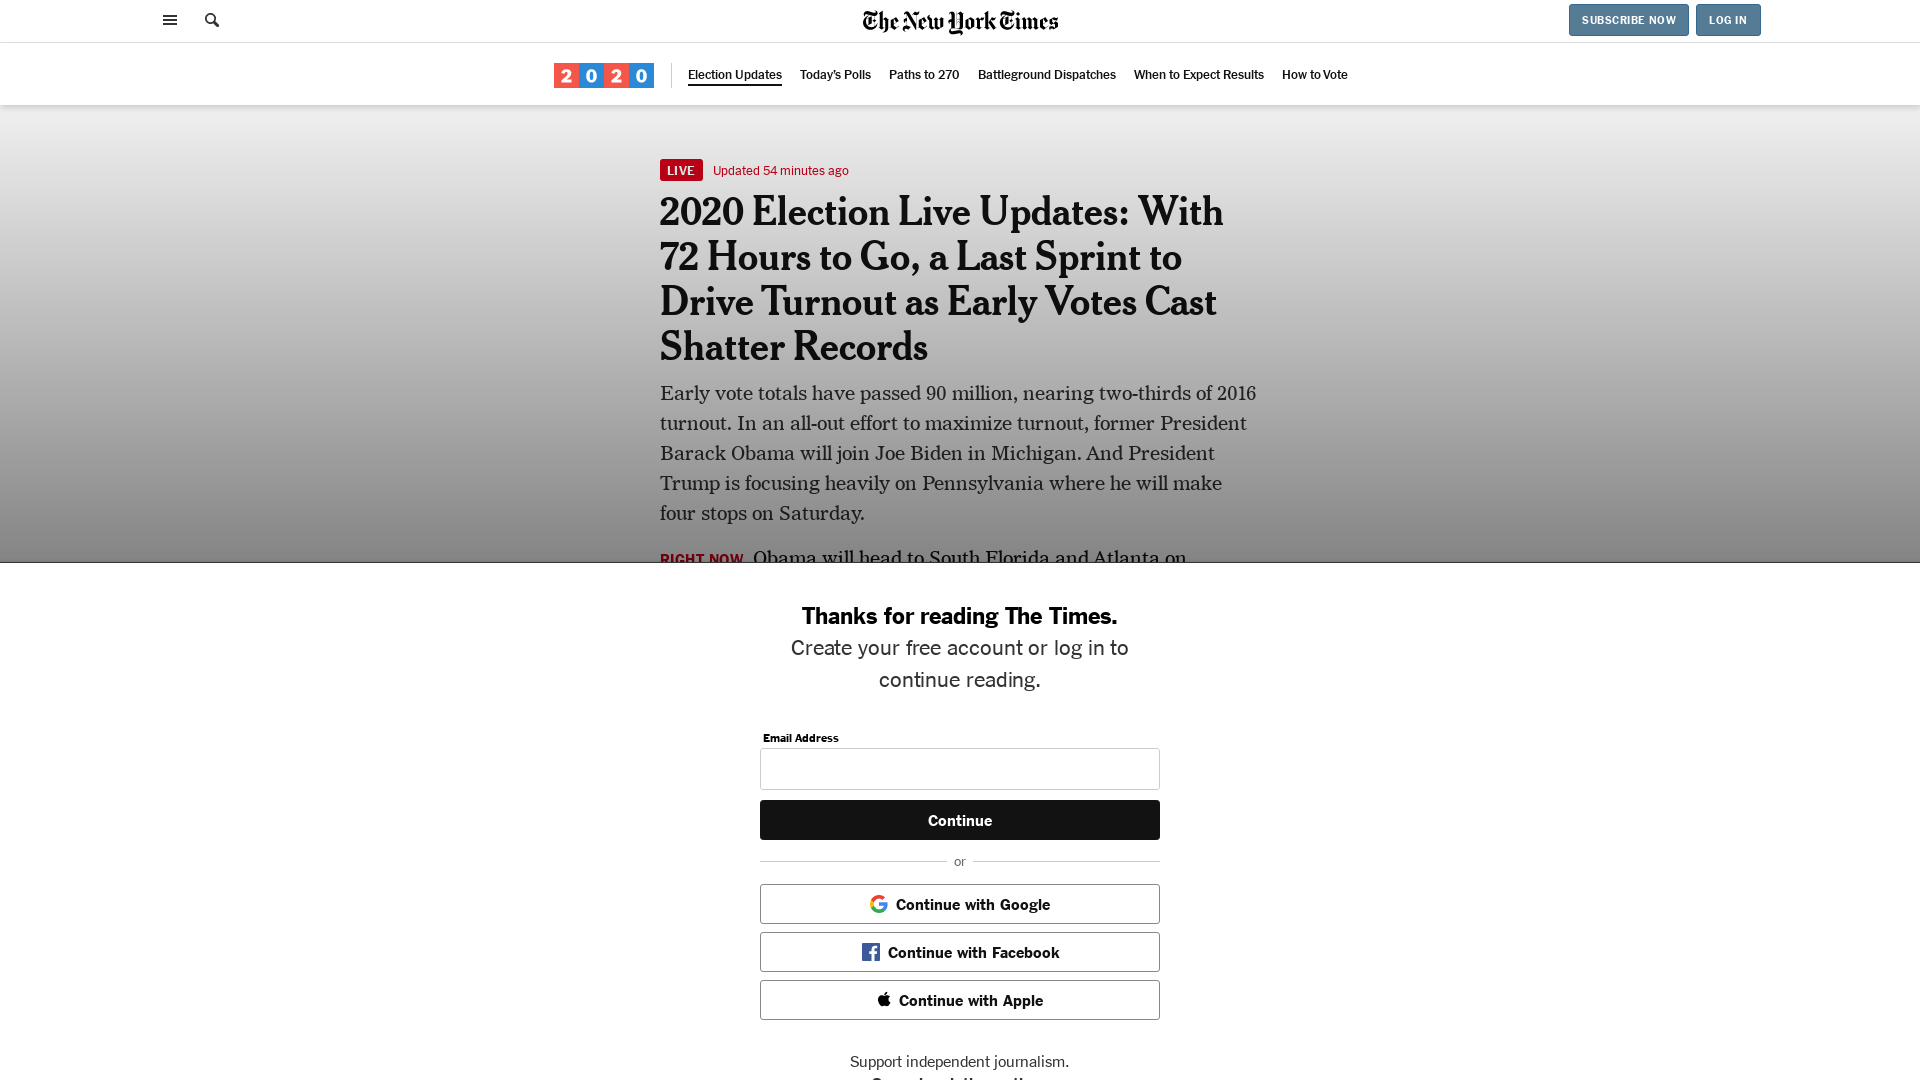 The New York Times
SUBSCRIBE NOW
LOG IN
2020
Election Updates
Today's Polls
Paths to 270
Battleground Dispatches
When to Expect Results
How to Vote
LIVE Updated 54 minutes ago
2020 Election Live Updates: With
72 Hours to Go, a Last Sprint to
Drive Turnout as Early Votes Cast
Shatter Records
Early vote totals have passed 90 million, nearing two-thirds of 2016
turnout. In an all-out effort to maximize turnout, former President
Barack Obama will join Joe Biden in Michigan. And President
Trump is focusing heavily on Pennsylvania where he will make
four stops on Saturday.
RIGHT NOW Obama will head to South Florida and Atlanta on
Thanks for reading The Times.
Create your free account or log in to
continue reading.
Email Address
Continue
or
Continue with Google
Continue with Facebook
Continue with Apple
Support independent journalism.